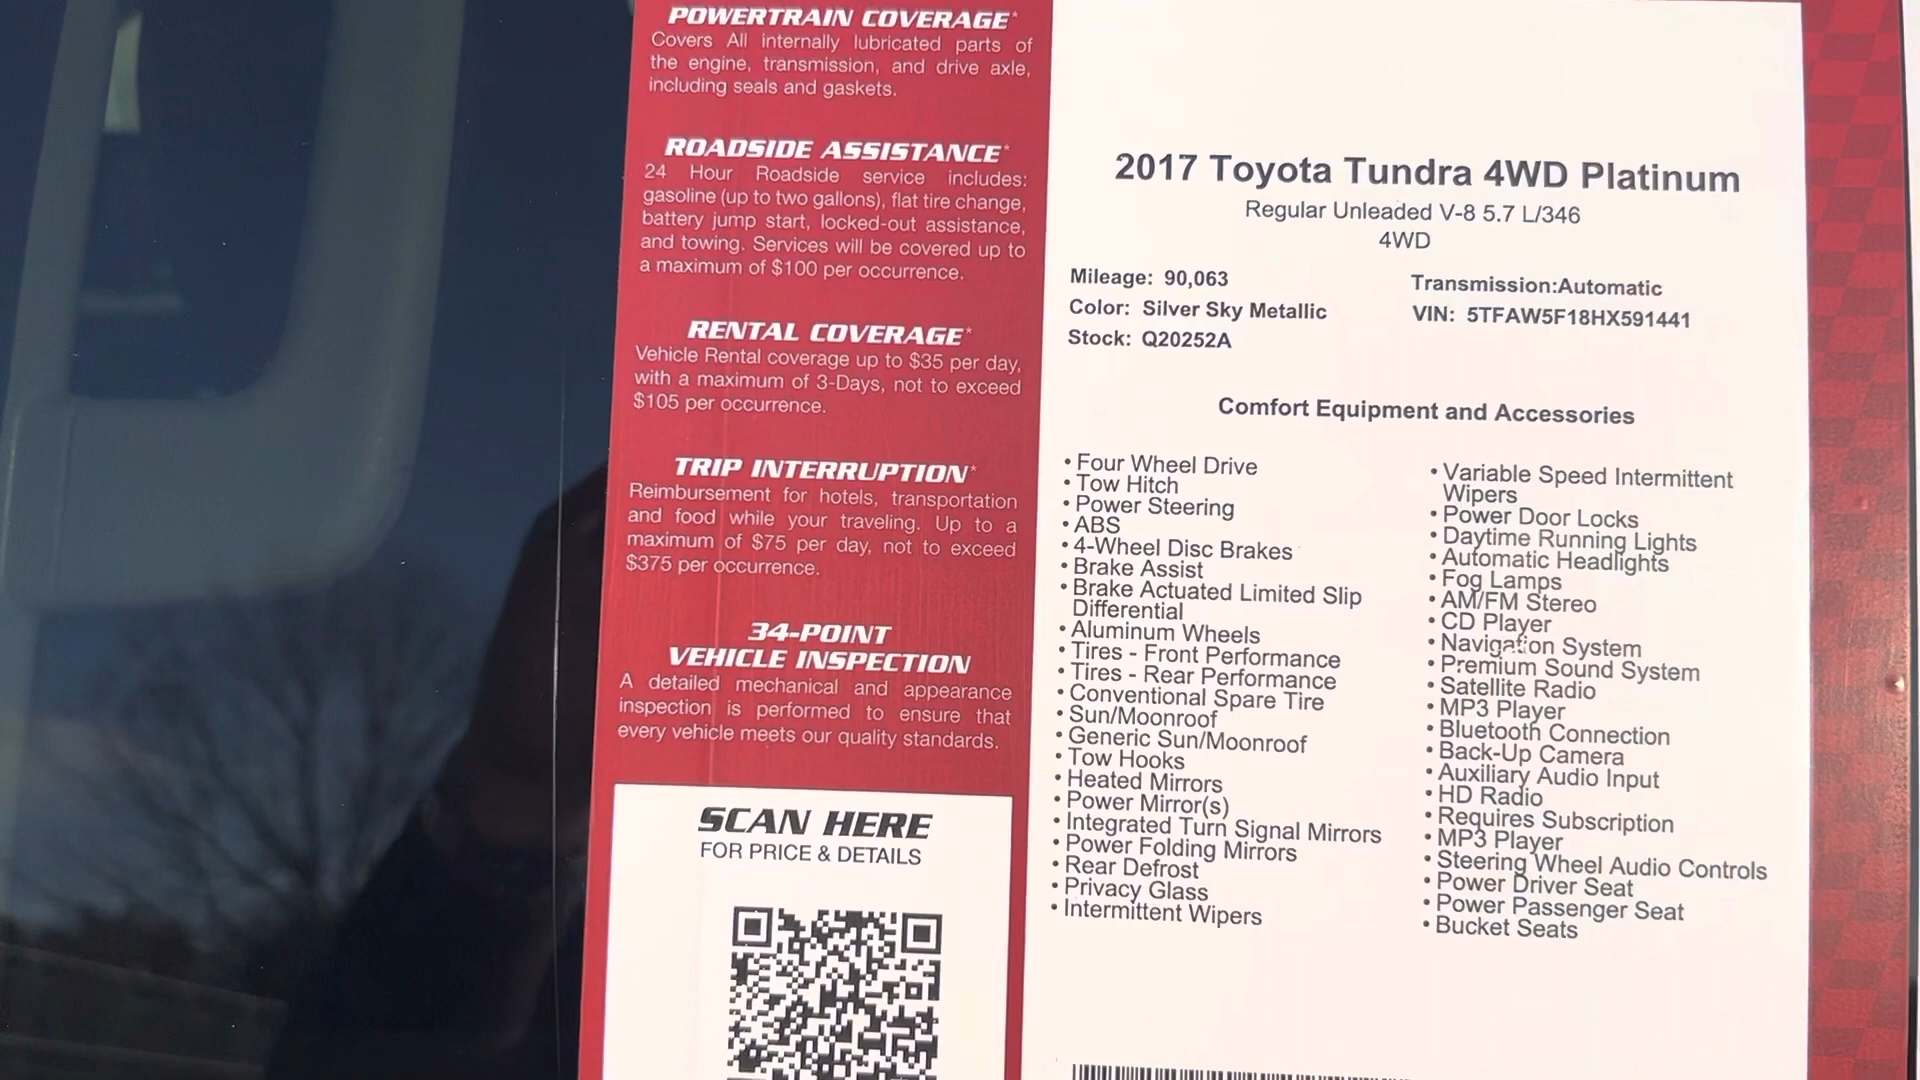 POWERTRAIN COVERAGE*
Covers All internally lubricated parts of
the engine, transmission, and drive axle,
including seals and gaskets.
ROADSIDE ASSISTANCE*
24 Hour Roadside service includes:
gasoline (up to two gallons), flat tire change,
battery jump start, locked-out assistance,
and towing. Services will be covered up to
a maximum of $100 per occurrence.
RENTAL COVERAGE*
Vehicle Rental coverage up to $35 per day,
with a maximum of 3-Days, not to exceed
$105 per occurrence.
TRIP INTERRUPTION*
Reimbursement for hotels, transportation
and food while your traveling. Up to a
maximum of $75 per day, not to exceed
$375 per occurrence.
34-POINT
VEHICLE INSPECTION
A detailed mechanical and appearance
inspection is performed to ensure that
every vehicle meets our quality standards.
SCAN HERE
FOR PRICE & DETAILS
2017 Toyota Tundra 4WD Platinum
Regular Unleaded V-8 5.7 L/346
4WD
Mileage: 90,063
Color: Silver Sky Metallic
Stock: Q20252A
Transmission:Automatic
VIN: 5TFAW5F18HX591441
Comfort Equipment and Accessories
• Four Wheel Drive
• Tow Hitch
• Power Steering
• ABS
• 4-Wheel Disc Brakes
• Brake Assist
• Brake Actuated Limited Slip
Differential
• Aluminum Wheels
• Tires - Front Performance
• Tires - Rear Performance
• Conventional Spare Tire
• Sun/Moonroof
• Generic Sun/Moonroof
• Tow Hooks
• Heated Mirrors
• Power Mirror(s)
• Integrated Turn Signal Mirrors
• Power Folding Mirrors
• Rear Defrost
• Privacy Glass
• Intermittent Wipers
• Variable Speed Intermittent
Wipers
• Power Door Locks
• Daytime Running Lights
• Automatic Headlights
• Fog Lamps
• AM/FM Stereo
• CD Player
• Navigation System
• Premium Sound System
• Satellite Radio
• MP3 Player
• Bluetooth Connection
• Back-Up Camera
• Auxiliary Audio Input
• HD Radio
• Requires Subscription
• MP3 Player
• Steering Wheel Audio Controls
• Power Driver Seat
• Power Passenger Seat
• Bucket Seats